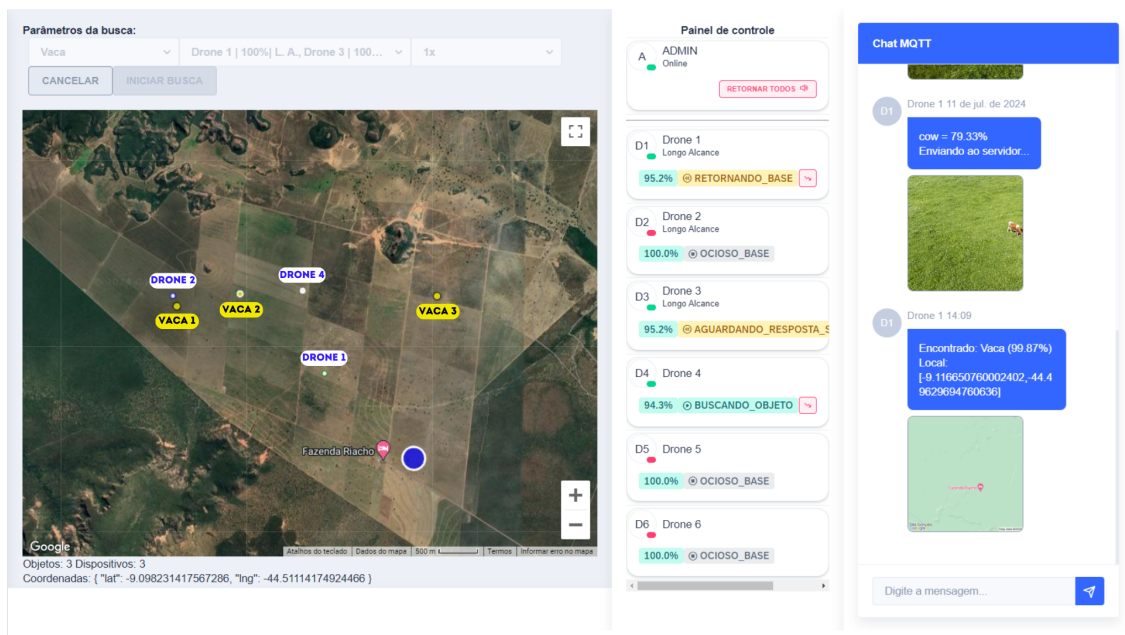 Parâmetros da busca:
Vaca
Drone 1 | 100%| L. A., Drone 3 | 100...
1x
CANCELAR
INICIAR BUSCA
DRONE 2
DRONE 4
VACA 1
VACA 2
VACA 3
DRONE 1
Fazenda Riacho
Google
Atalhos do teclado
Dados do mapa
500 m
Termos
Informar erro no mapa
Objetos: 3 Dispositivos: 3
Coordenadas: { "lat": -9.098231417567286, "lng": -44.51114174924466 }
Painel de controle
A
ADMIN
Online
RETORNAR TODOS
D1
Drone 1
Longo Alcance
95.2%
RETORNANDO_BASE
D2
Drone 2
Longo Alcance
100.0%
OCIOSO_BASE
D3
Drone 3
Longo Alcance
95.2%
AGUARDANDO_RESPOSTA_S
D4
Drone 4
94.3%
BUSCANDO_OBJETO
D5
Drone 5
100.0%
OCIOSO_BASE
D6
Drone 6
100.0%
OCIOSO_BASE
Chat MQTT
D1
Drone 1 11 de jul. de 2024
cow = 79.33%
Enviando ao servidor...
D1
Drone 1 14:09
Encontrado: Vaca (99.87%)
Local:
[-9.116650760002402,-44.4
9629694760636]
Digite a mensagem...